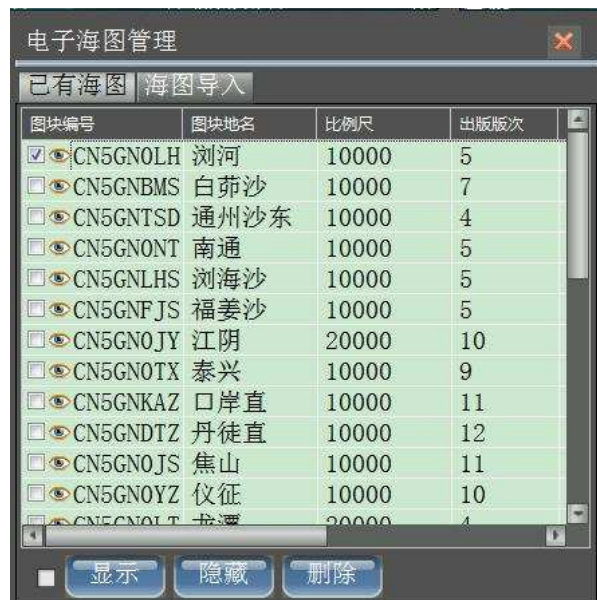 电子海图管理
已有海图 海图导入
图块编号 图块地名 比例尺 出版版次
CN5GN0LH 浏河 10000 5
CN5GNBMS 白茆沙 10000 7
CN5GNTSD 通州沙东 10000 4
CN5GN0NT 南通 10000 5
CN5GNLHS 浏海沙 10000 5
CN5GNFJS 福姜沙 10000 5
CN5GN0JY 江阴 20000 10
CN5GN0TX 泰兴 10000 9
CN5GNKAZ 口岸直 10000 11
CN5GNDTZ 丹徒直 10000 12
CN5GN0JS 焦山 10000 11
CN5GN0YZ 仪征 10000 10
CN5GN0LT 龙潭 20000 4
显示 隐藏 删除